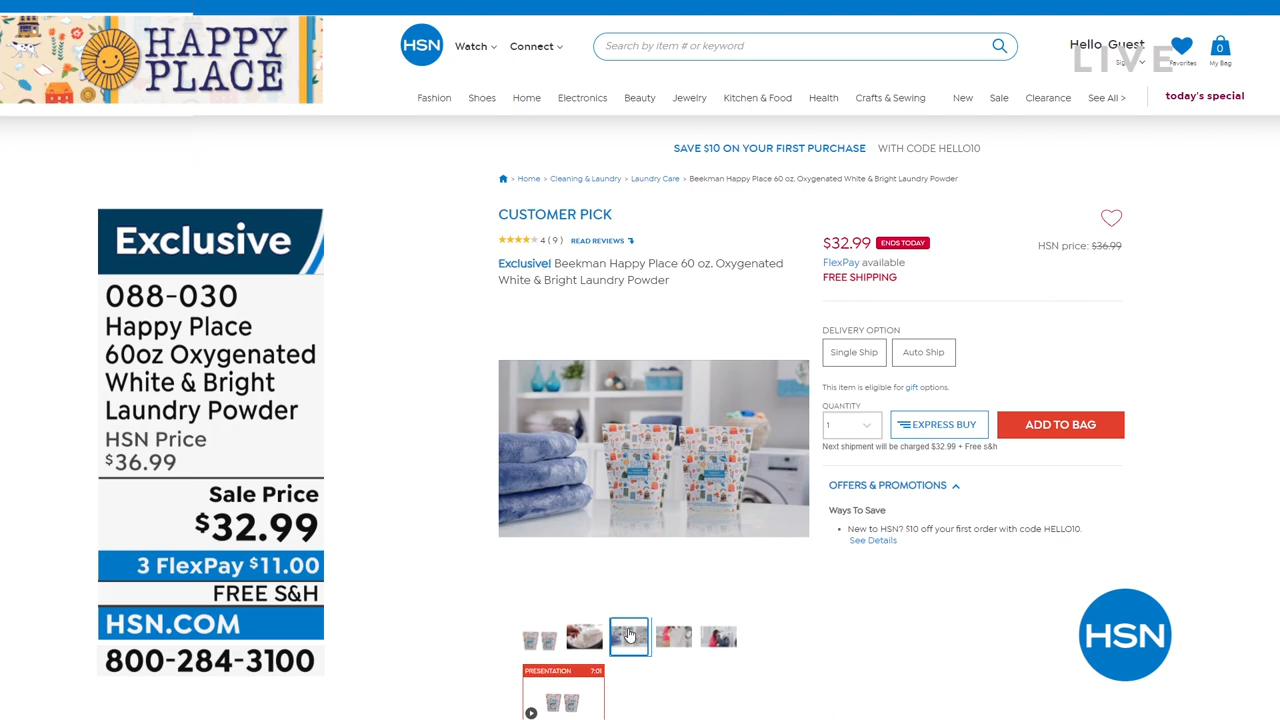 HAPPY
PLACE
HSN
Watch
Connect
Search by item # or keyword
Hello, Guest
LIVE
Favorites
0
My Bag
Fashion
Shoes
Home
Electronics
Beauty
Jewelry
Kitchen & Food
Health
Crafts & Sewing
New
Sale
Clearance
See All >
today's special
SAVE $10 ON YOUR FIRST PURCHASE WITH CODE HELLO10
> Home > Cleaning & Laundry > Laundry Care > Beekman Happy Place 60 oz. Oxygenated White & Bright Laundry Powder
Exclusive
088-030
Happy Place
60oz Oxygenated
White & Bright
Laundry Powder
HSN Price
$36.99
Sale Price
$32.99
3 FlexPay $11.00
FREE S&H
HSN.COM
800-284-3100
CUSTOMER PICK
4 ( 9 ) READ REVIEWS
Exclusive! Beekman Happy Place 60 oz. Oxygenated
White & Bright Laundry Powder
$32.99 ENDS TODAY
HSN price: $36.99
FlexPay available
FREE SHIPPING
DELIVERY OPTION
Single Ship
Auto Ship
This item is eligible for gift options.
QUANTITY
1
EXPRESS BUY
ADD TO BAG
Next shipment will be charged $32.99 + Free s&h
OFFERS & PROMOTIONS
Ways To Save
• New to HSN? $10 off your first order with code HELLO10.
See Details
PRESENTATION 7:01
HSN